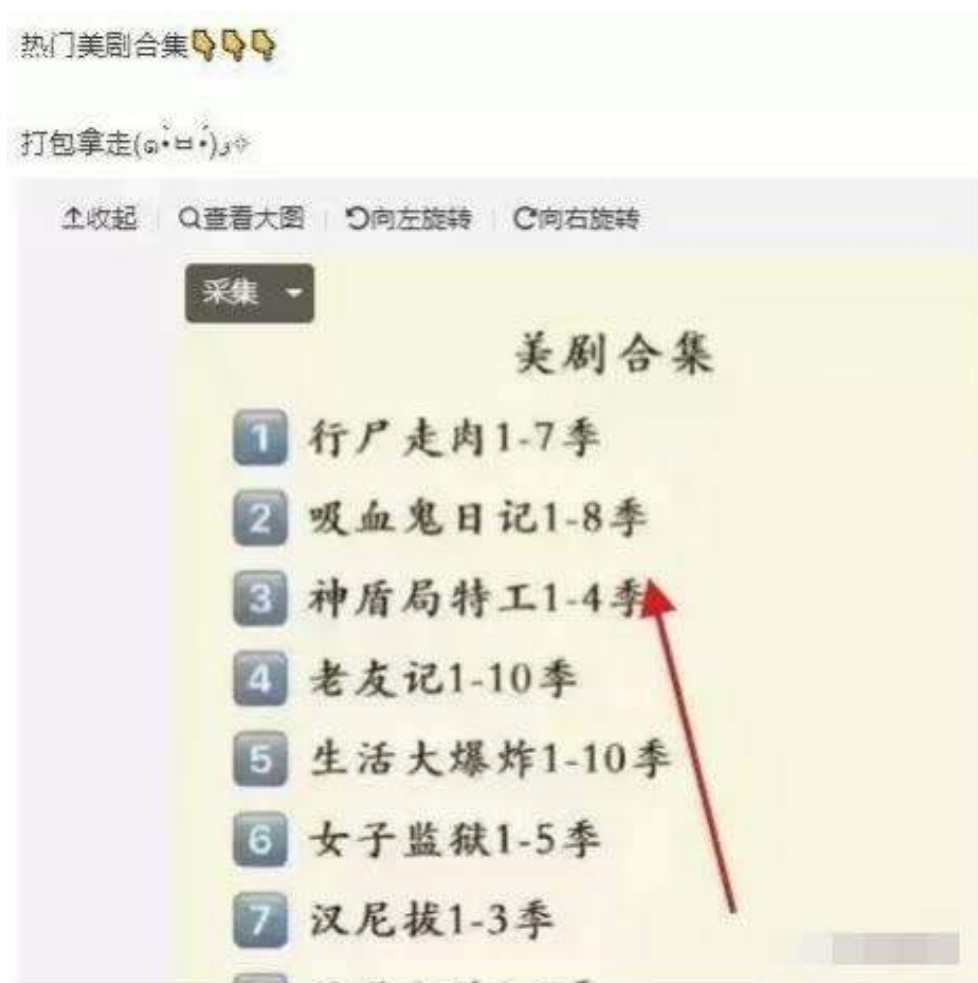 热门美剧合集👇👇👇
打包拿走(๑•̀ㅂ•́)و✧
收起 查看大图 向左旋转 向右旋转
采集
美剧合集
1 行尸走肉1-7季
2 吸血鬼日记1-8季
3 神盾局特工1-4季
4 老友记1-10季
5 生活大爆炸1-10季
6 女子监狱1-5季
7 汉尼拔1-3季